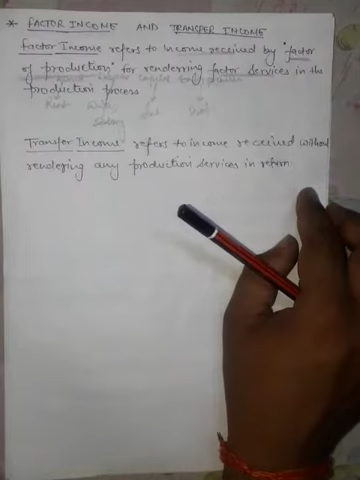 * FACTOR INCOME AND TRANSFER INCOME
Factor Income refers to income received by "factor
of production" for renderring factor services in the
production process
Rent Wages Int
Salary
Transfer Income refers to income received without
rendering any production services in return.